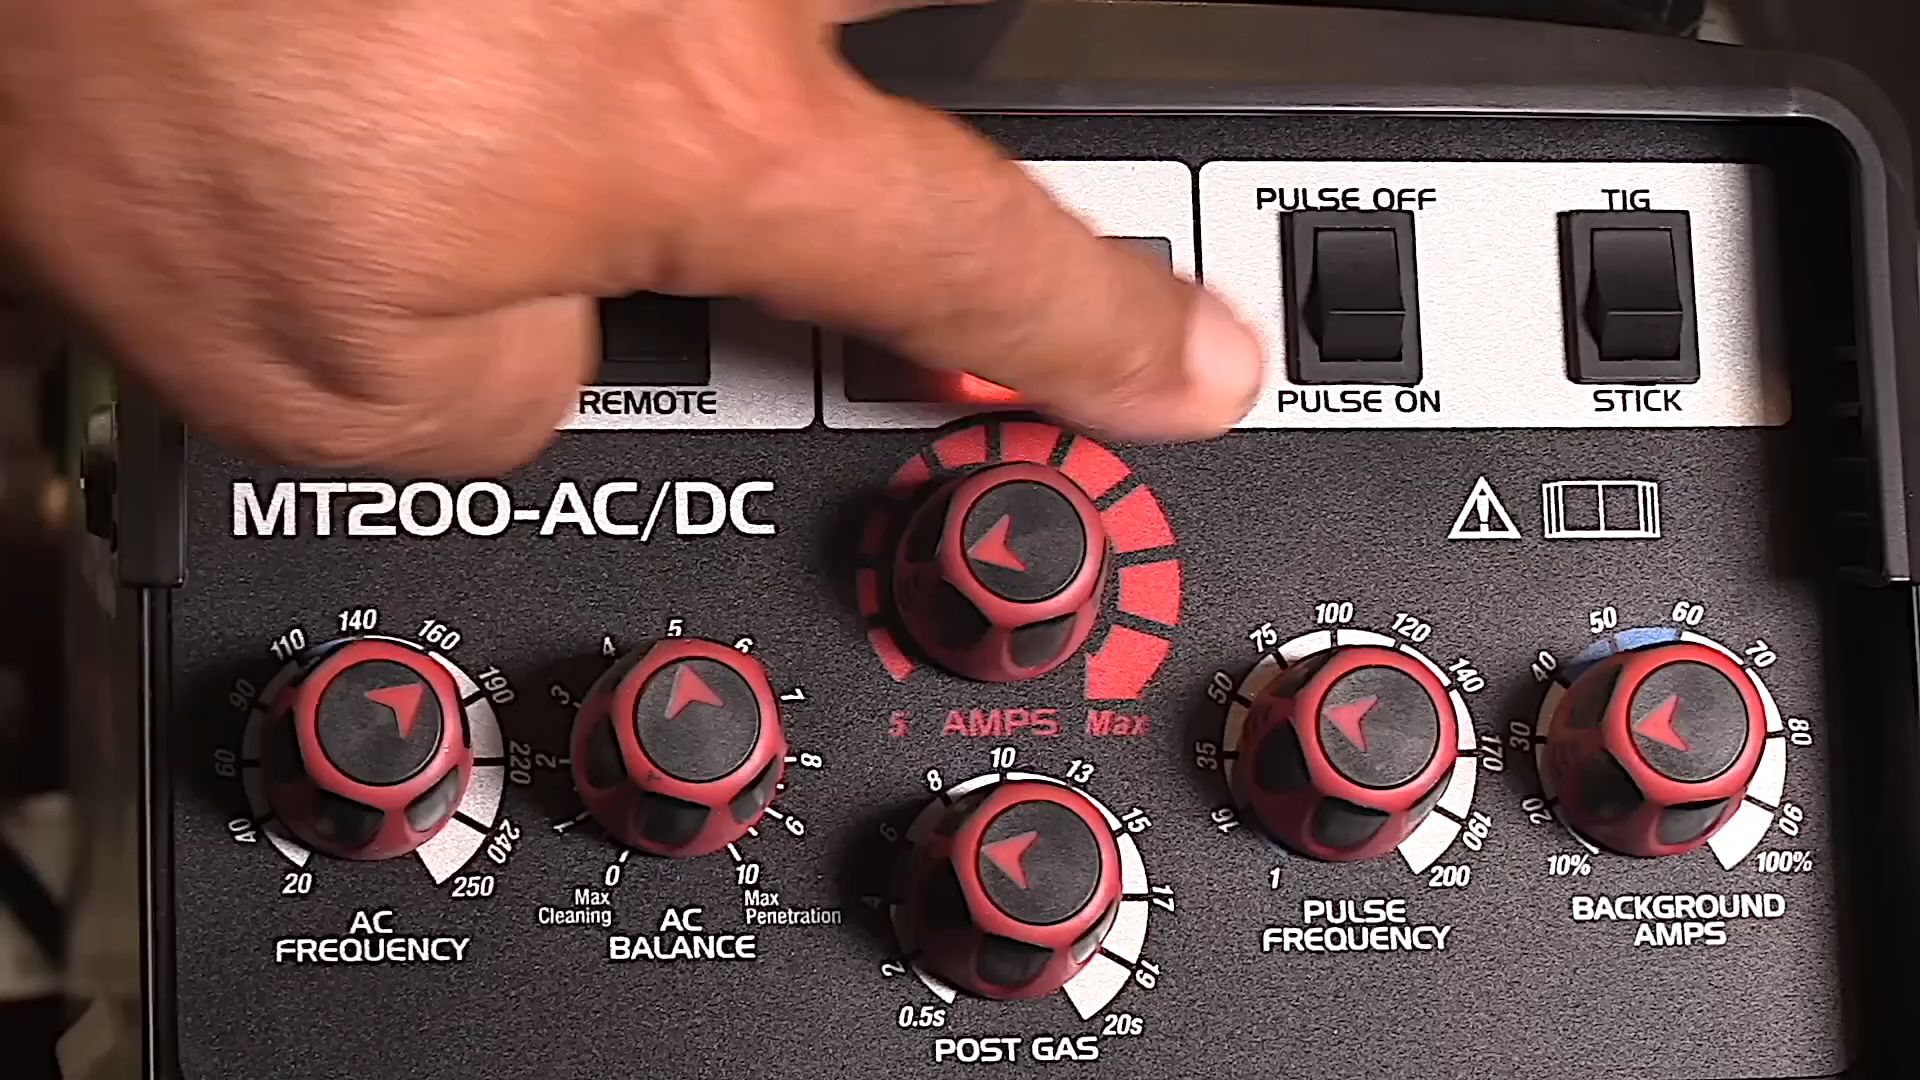 PULSE OFF
TIG
REMOTE
PULSE ON
STICK
MT200-AC/DC
5 AMPS Max
20 40 60 90 110 140 160 190 220 240 250
AC
FREQUENCY
0 1 2 3 4 5 6 7 8 9 10
Max
Cleaning
Max
Penetration
AC
BALANCE
0.5s 2 4 6 8 10 13 15 17 19 20s
POST GAS
1 16 35 50 75 100 120 140 170 190 200
PULSE
FREQUENCY
10% 20 30 40 50 60 70 80 90 100%
BACKGROUND
AMPS